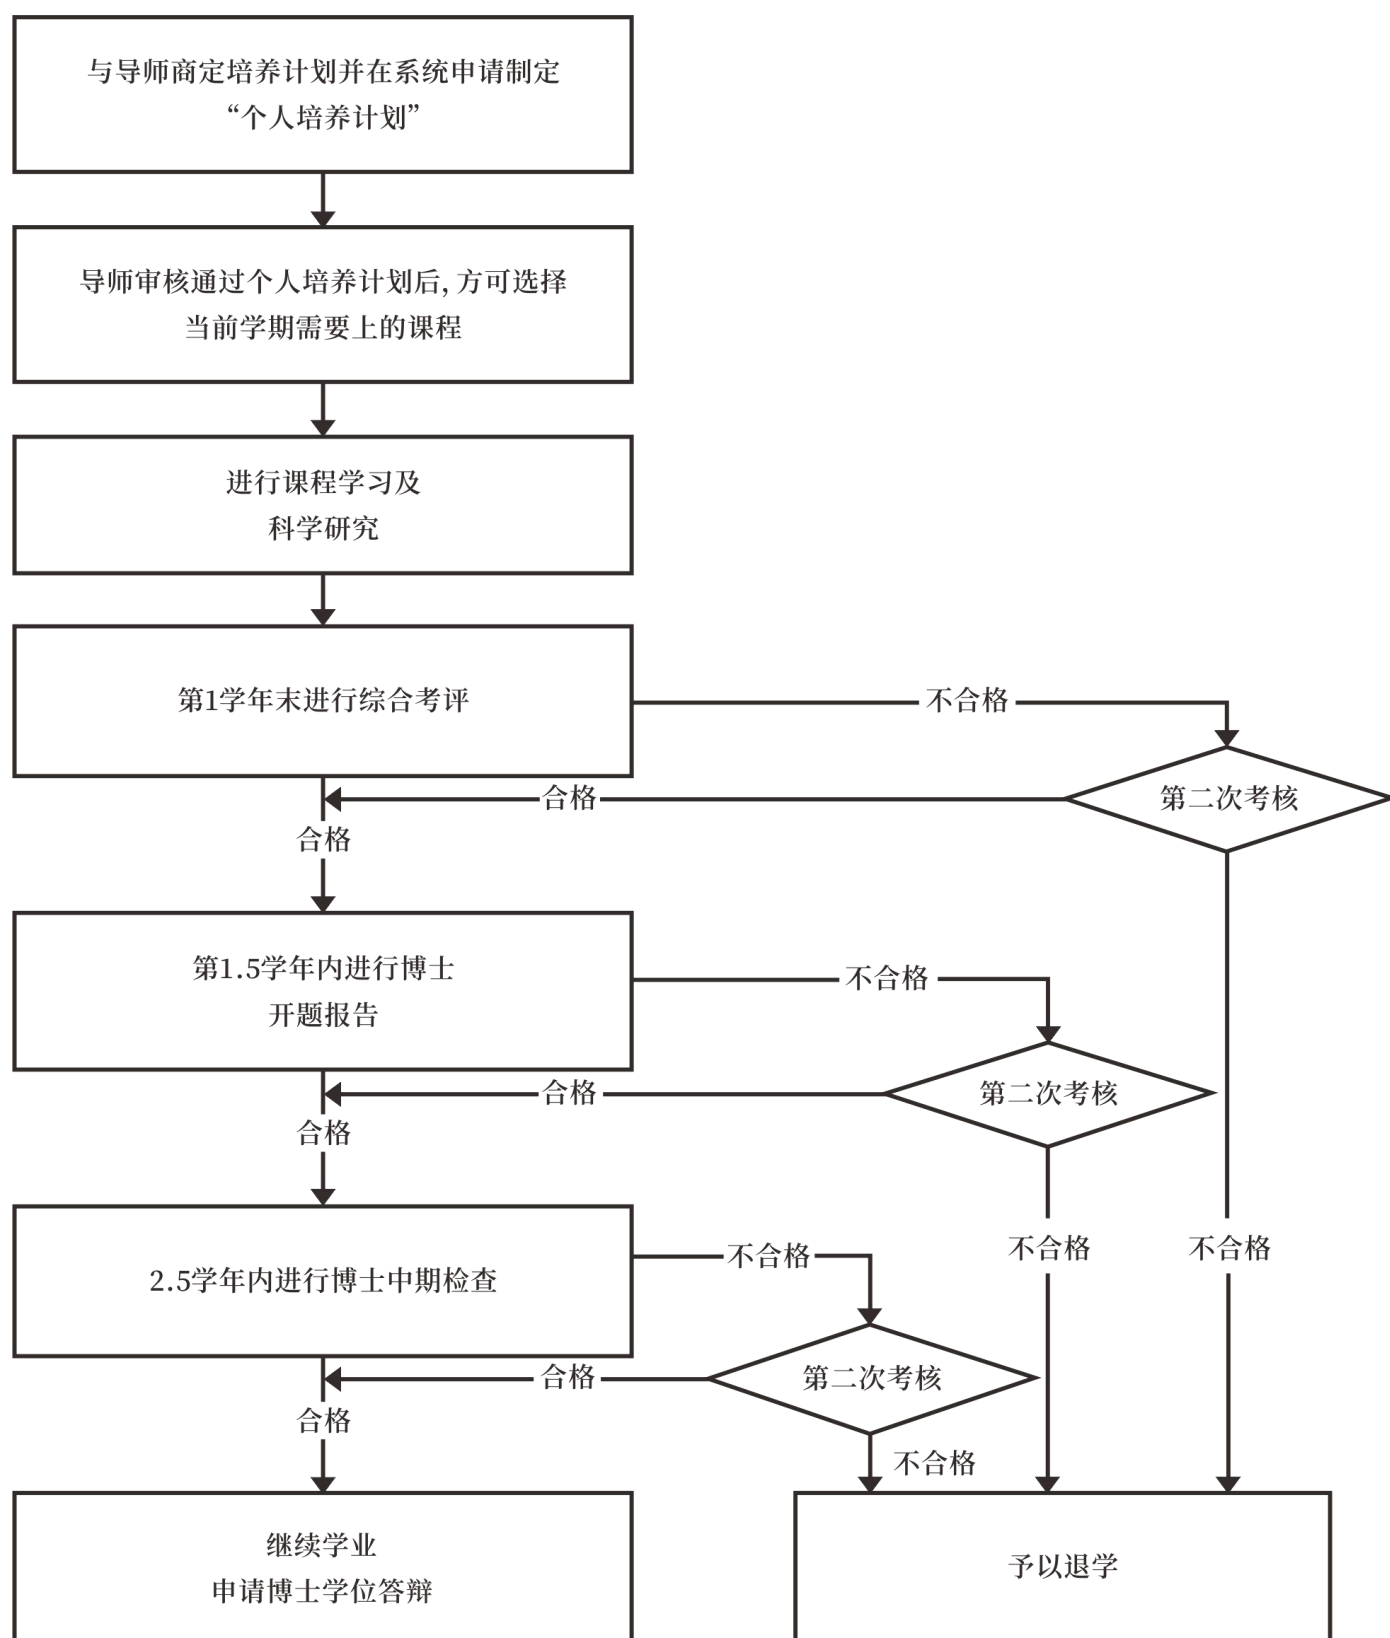 与导师商定培养计划并在系统申请制定
“个人培养计划”
导师审核通过个人培养计划后,方可选择
当前学期需要上的课程
进行课程学习及
科学研究
第1学年末进行综合考评
不合格
第二次考核
合格
合格
第1.5学年内进行博士
开题报告
不合格
第二次考核
合格
合格
不合格
不合格
2.5学年内进行博士中期检查
不合格
第二次考核
合格
合格
不合格
继续学业
申请博士学位答辩
予以退学